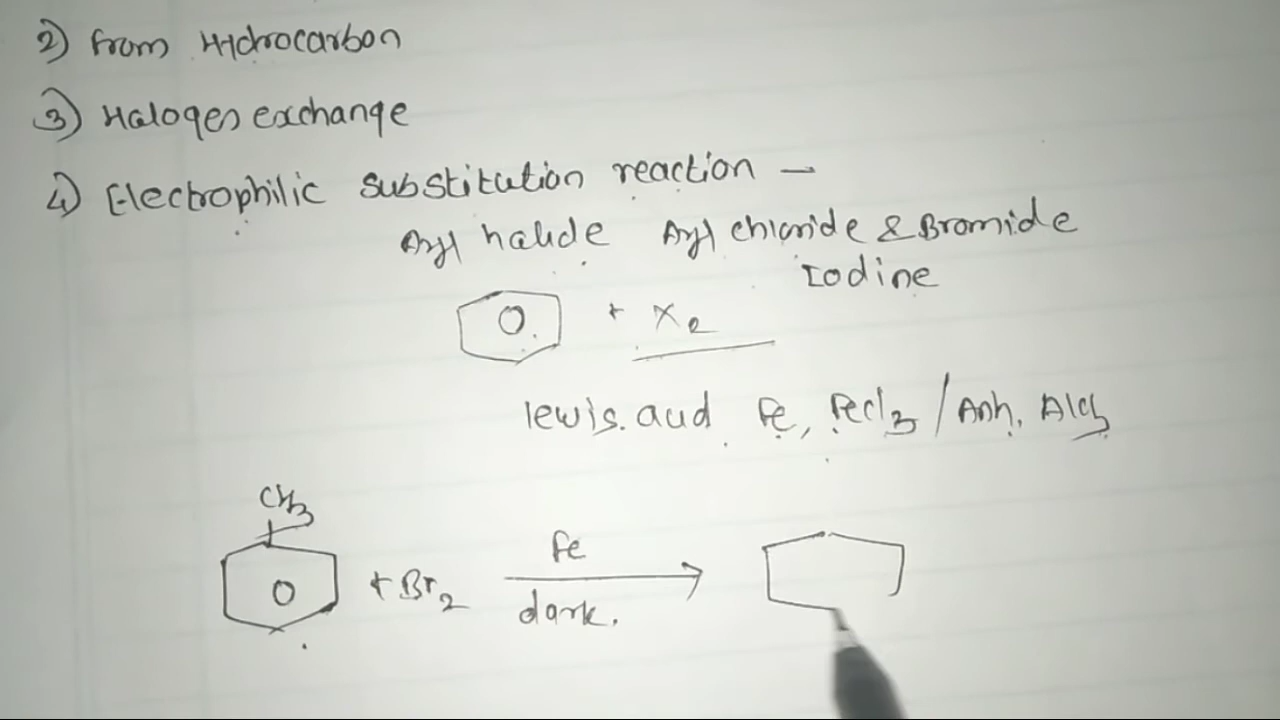 2) from Hydrocarbon
3) Halogen exchange
4) Electrophilic substitution reaction —
Aryl halide Aryl chloride & Bromide
Iodine
+ X2
lewis. acid Fe, FeCl3 / Anh. AlCl3
CH3
+ Br2 Fe
dark.